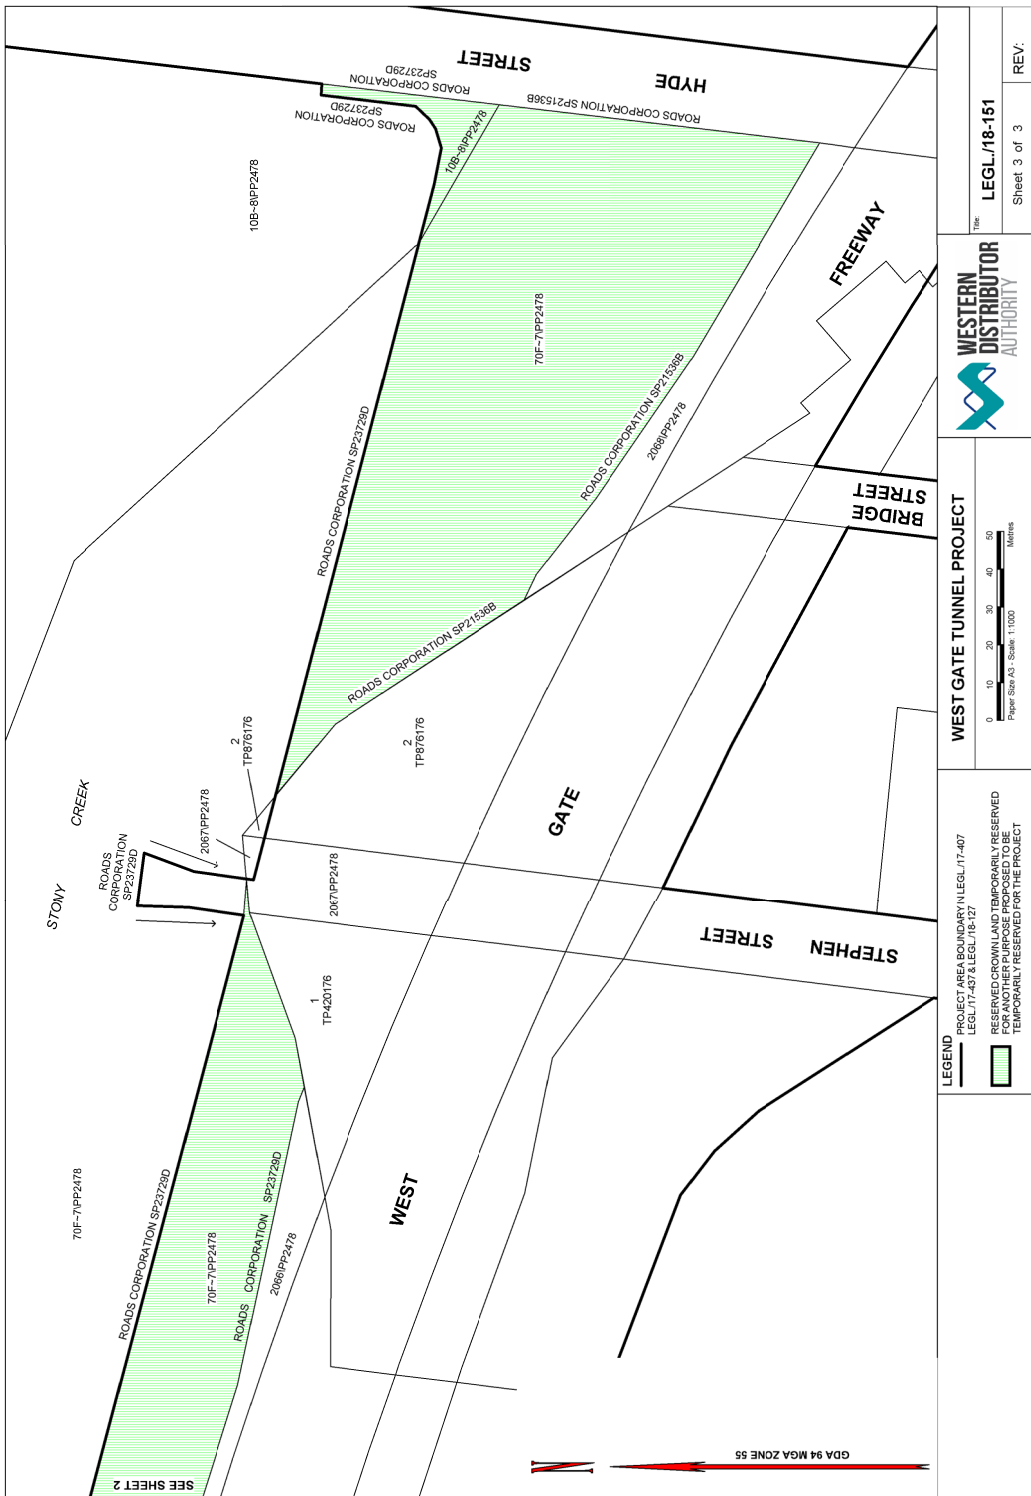 STONY
CREEK
HYDE
STREET
ROADS CORPORATION
SP23729D
ROADS CORPORATION
SP23729D
ROADS CORPORATION SP21536B
10B~8\PP2478
10B~8\PP2478
70F~7\PP2478
ROADS CORPORATION SP23729D
ROADS CORPORATION SP21536B
2068\PP2478
ROADS CORPORATION SP21536B
FREEWAY
BRIDGE
STREET
2
TP876176
2
TP876176
2067\PP2478
ROADS
CORPORATION
SP23729D
2067\PP2478
GATE
STEPHEN STREET
1
TP420176
70F~7\PP2478
ROADS CORPORATION SP23729D
70F~7\PP2478
ROADS CORPORATION SP23729D
2066\PP2478
WEST
SEE SHEET 2
N
GDA 94 MGA ZONE 55
LEGEND
PROJECT AREA BOUNDARY IN LEGL./17-407
LEGL./17-437 & LEGL./18-127
RESERVED CROWN LAND TEMPORARILY RESERVED
FOR ANOTHER PURPOSE PROPOSED TO BE
TEMPORARILY RESERVED FOR THE PROJECT
WEST GATE TUNNEL PROJECT
0 10 20 30 40 50
Metres
Paper Size A3 - Scale: 1:1000
WESTERN
DISTRIBUTOR
AUTHORITY
Title:
LEGL./18-151
Sheet 3 of 3
REV: